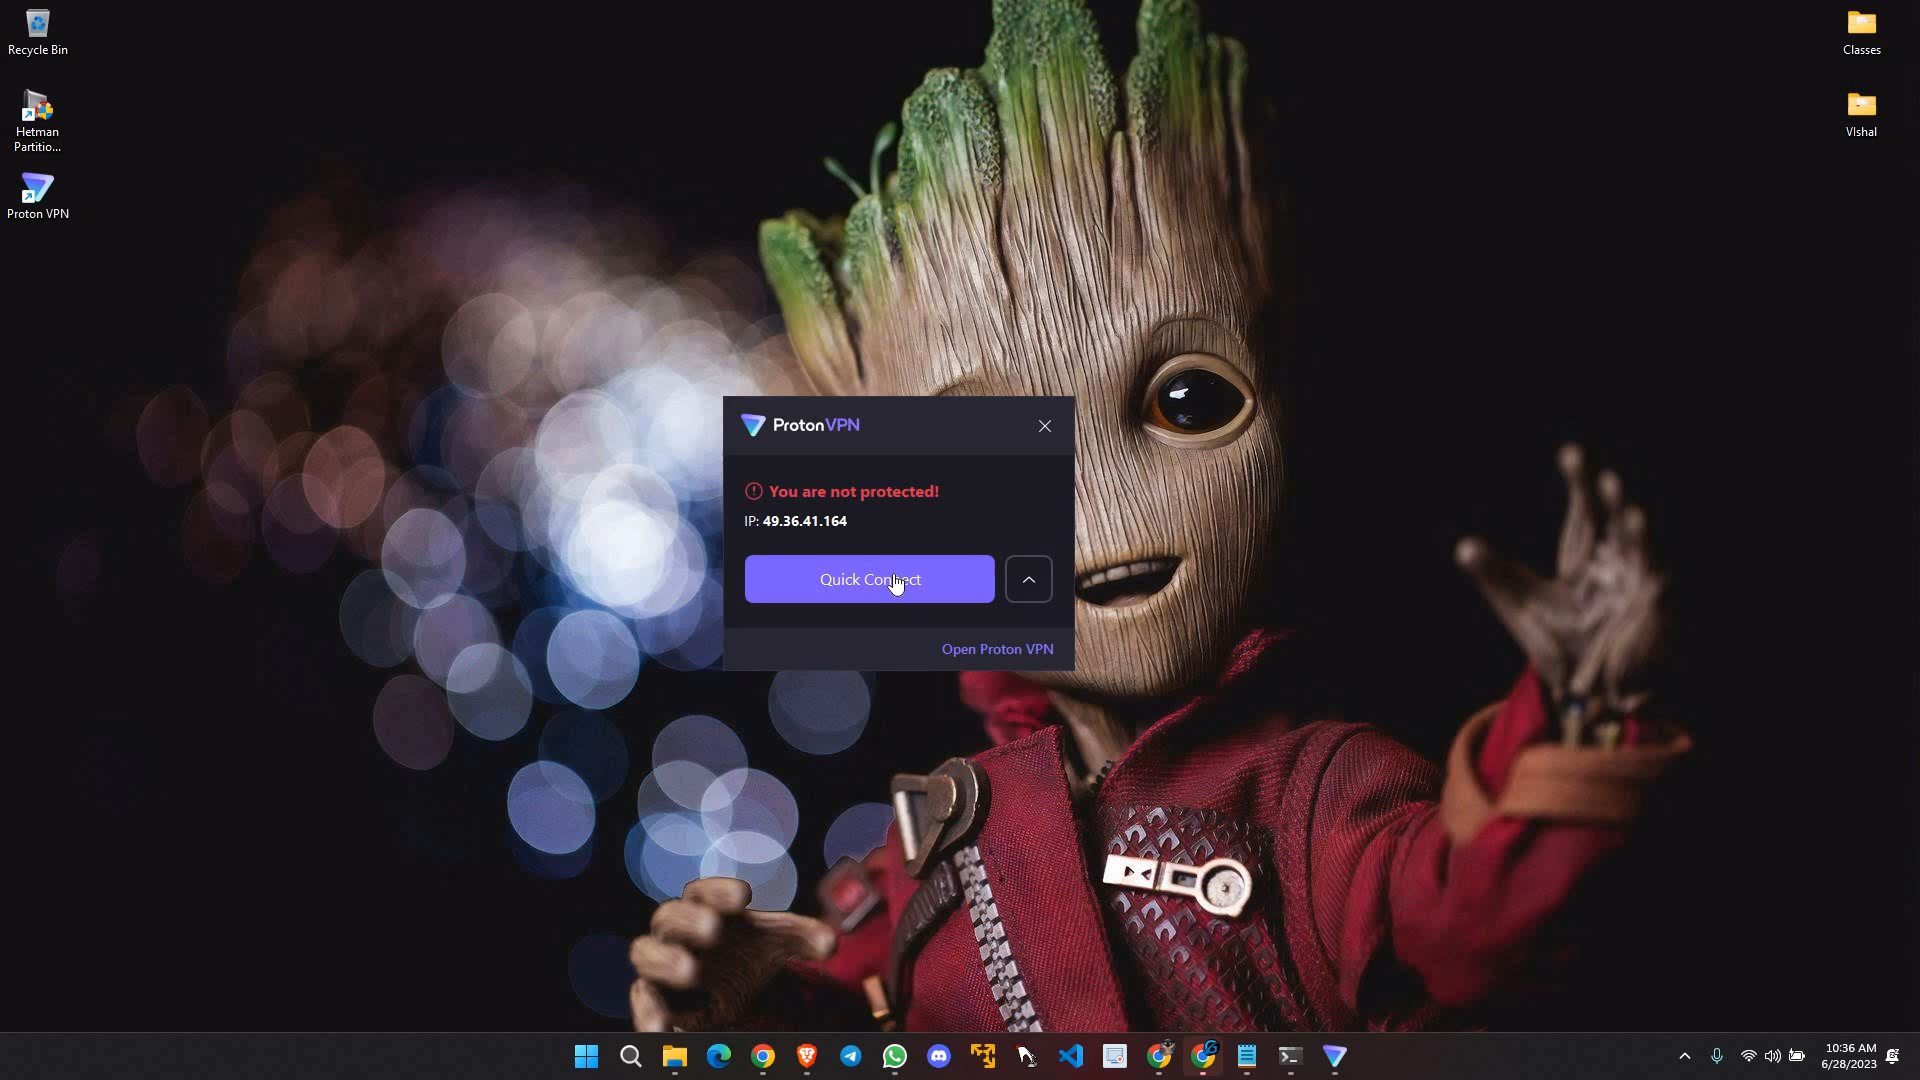 Recycle Bin
Hetman
Partitio...
Proton VPN
Classes
VIshal
ProtonVPN
You are not protected!
IP: 49.36.41.164
Quick Connect
Open Proton VPN
10:36 AM
6/28/2023